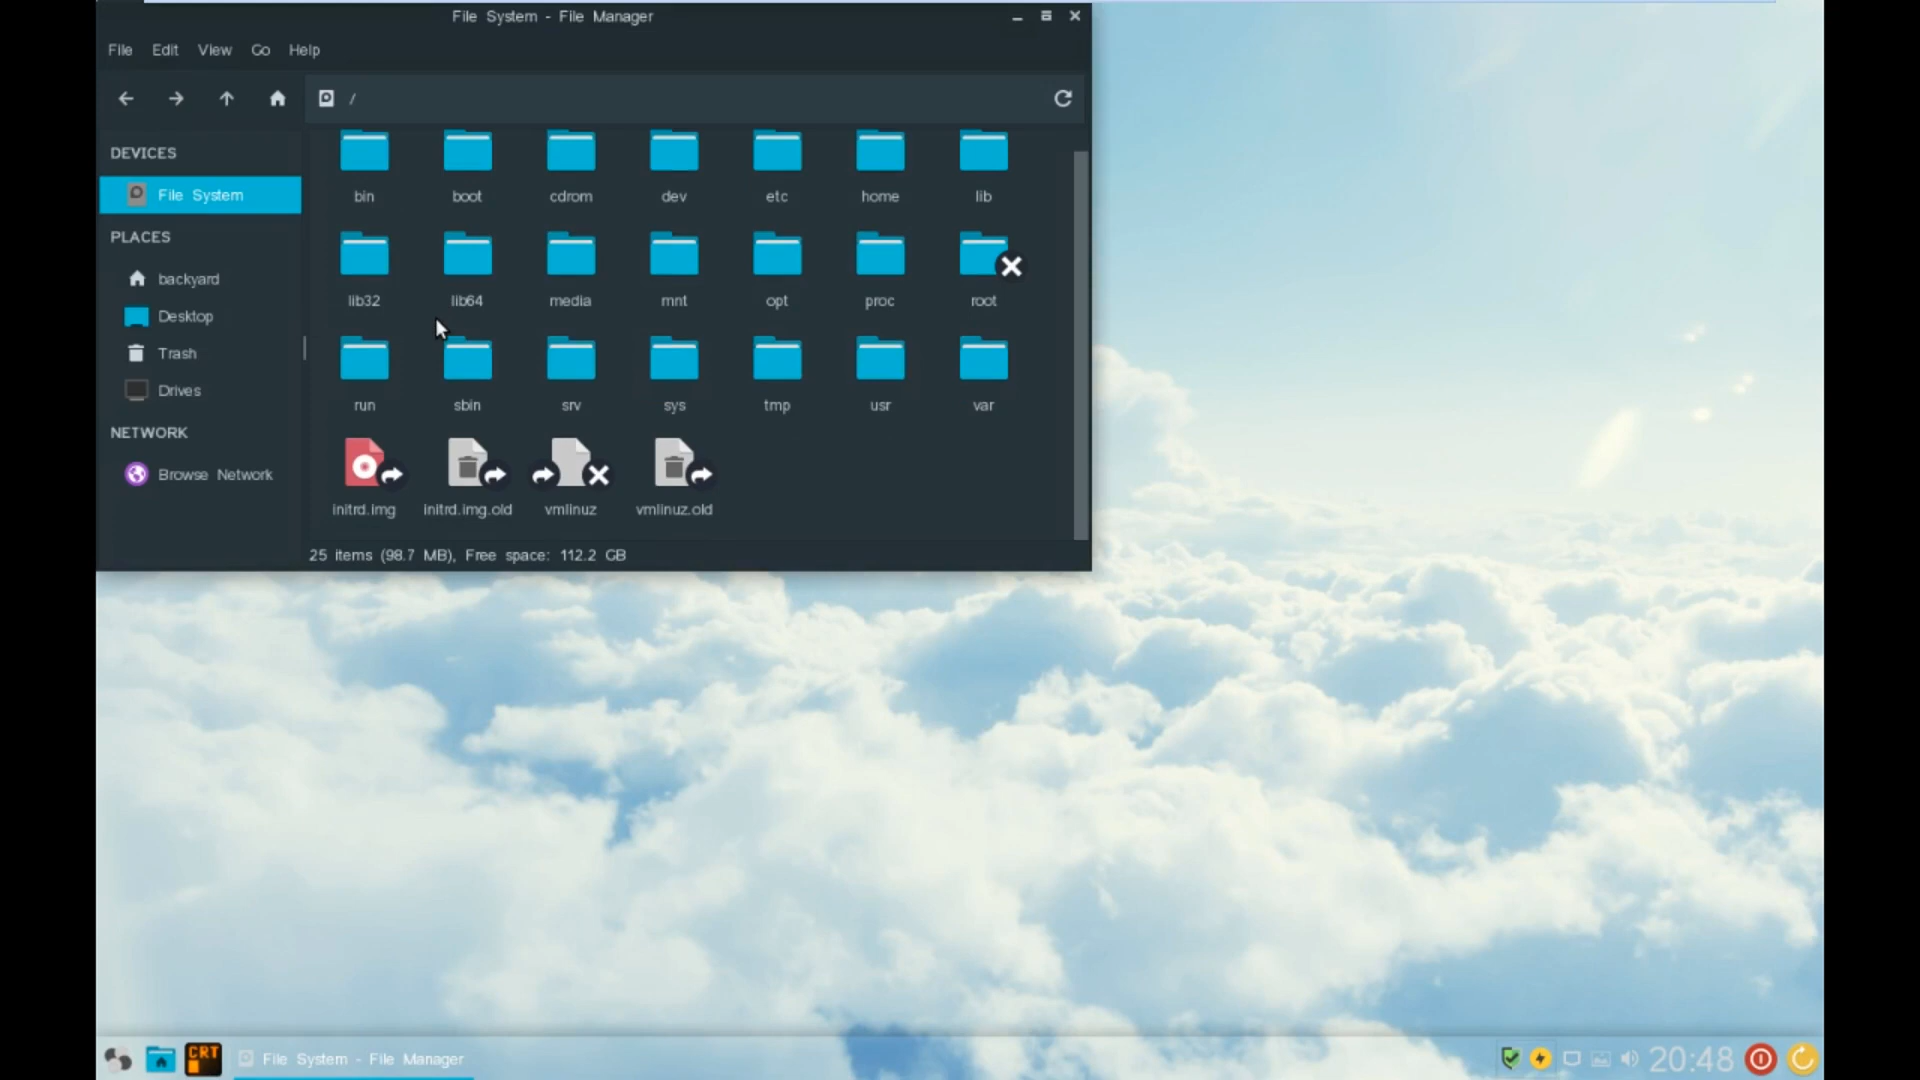 File System - File Manager
File Edit View Go Help
/
DEVICES
File System
PLACES
backyard
Desktop
Trash
Drives
NETWORK
Browse Network
bin boot cdrom dev etc home lib
lib32 lib64 media mnt opt proc root
run sbin srv sys tmp usr var
initrd.img initrd.img.old vmlinuz vmlinuz.old
25 items (98.7 MB), Free space: 112.2 GB
CRT File System - File Manager 20:48